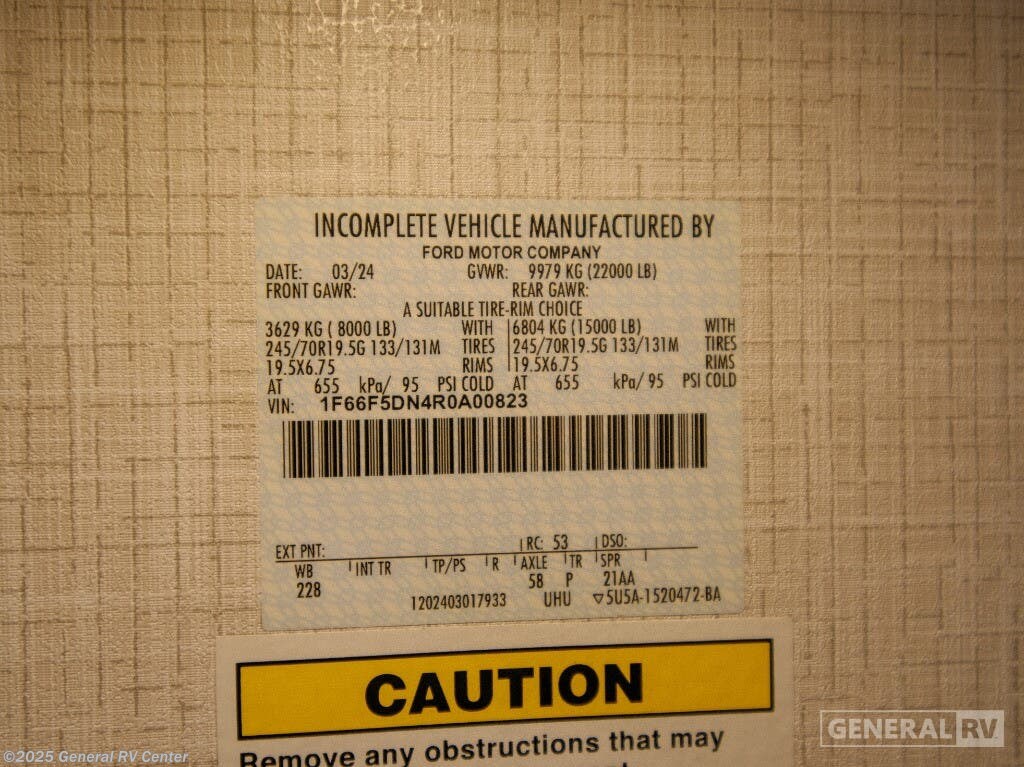 INCOMPLETE VEHICLE MANUFACTURED BY
FORD MOTOR COMPANY
DATE: 03/24 GVWR: 9979 KG (22000 LB)
FRONT GAWR: REAR GAWR:
A SUITABLE TIRE-RIM CHOICE
3629 KG ( 8000 LB) WITH 6804 KG (15000 LB) WITH
245/70R19.5G 133/131M TIRES 245/70R19.5G 133/131M TIRES
19.5X6.75 RIMS 19.5X6.75 RIMS
AT 655 kPa/ 95 PSI COLD AT 655 kPa/ 95 PSI COLD
VIN: 1F66F5DN4R0A00823
EXT PNT: RC: 53 DSO:
WB INT TR TP/PS R AXLE TR SPR
228 58 P 21AA
1202403017933 UHU ▽5U5A-1520472-BA
CAUTION
Remove any obstructions that may
GENERAL RV
©2025 General RV Center